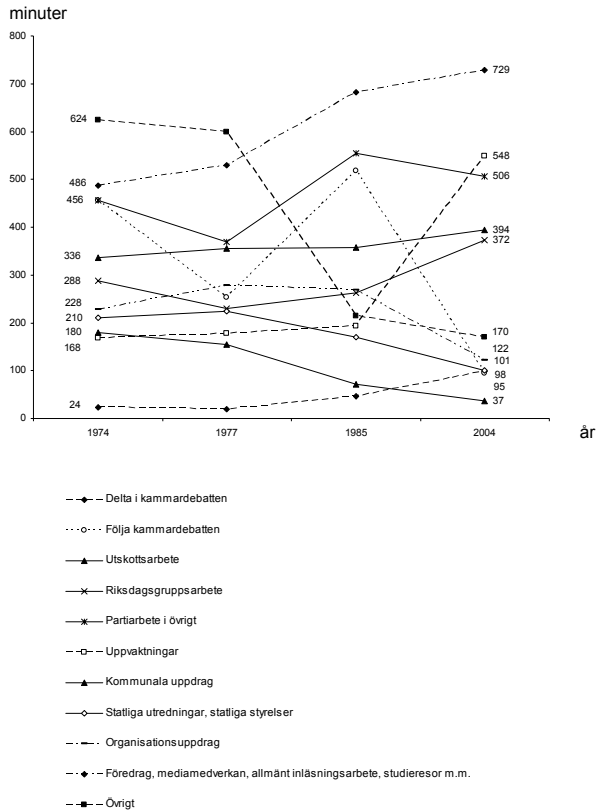 minuter
800
700
600
500
400
300
200
100
0
624
486
456
336
288
228
210
180
168
24
729
548
506
394
372
170
122
101
98
95
37
1974 1977 1985 2004
år
Delta i kammardebatten
Följa kammardebatten
Utskottsarbete
Riksdagsgruppsarbete
Partiarbete i övrigt
Uppvaktningar
Kommunala uppdrag
Statliga utredningar, statliga styrelser
Organisationsuppdrag
Föredrag, mediamedverkan, allmänt inläsningsarbete, studieresor m.m.
Övrigt